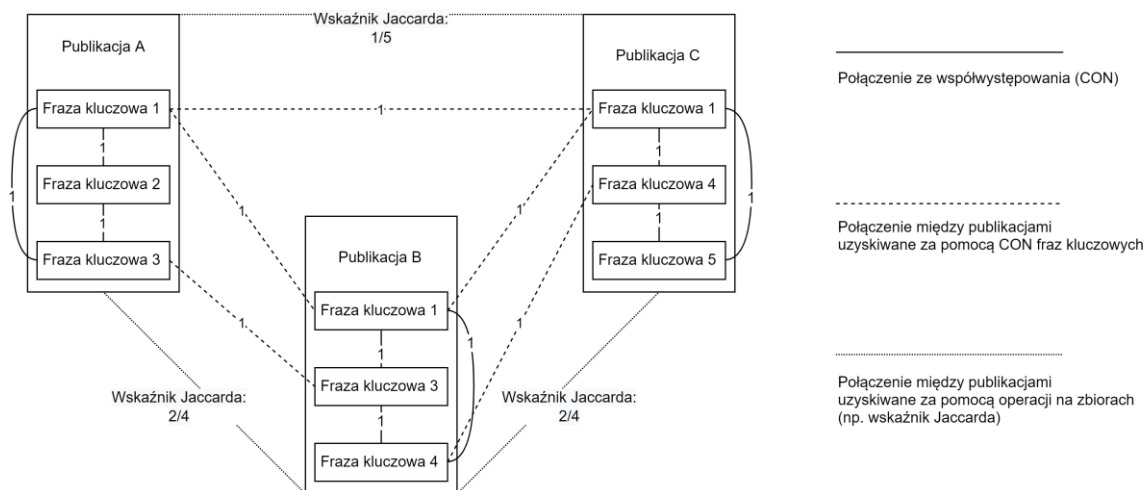 Wskaźnik Jaccarda:
1/5
Publikacja A
Fraza kluczowa 1
1
Fraza kluczowa 2
1
1
Fraza kluczowa 3
1
1
1
Publikacja B
Fraza kluczowa 1
1
Fraza kluczowa 3
1
1
Fraza kluczowa 4
1
1
Publikacja C
Fraza kluczowa 1
1
Fraza kluczowa 4
1
1
Fraza kluczowa 5
Wskaźnik Jaccarda:
2/4
Wskaźnik Jaccarda:
2/4
Połączenie ze współwystępowania (CON)
Połączenie między publikacjami
uzyskiwane za pomocą CON fraz kluczowych
Połączenie między publikacjami
uzyskiwane za pomocą operacji na zbiorach
(np. wskaźnik Jaccarda)